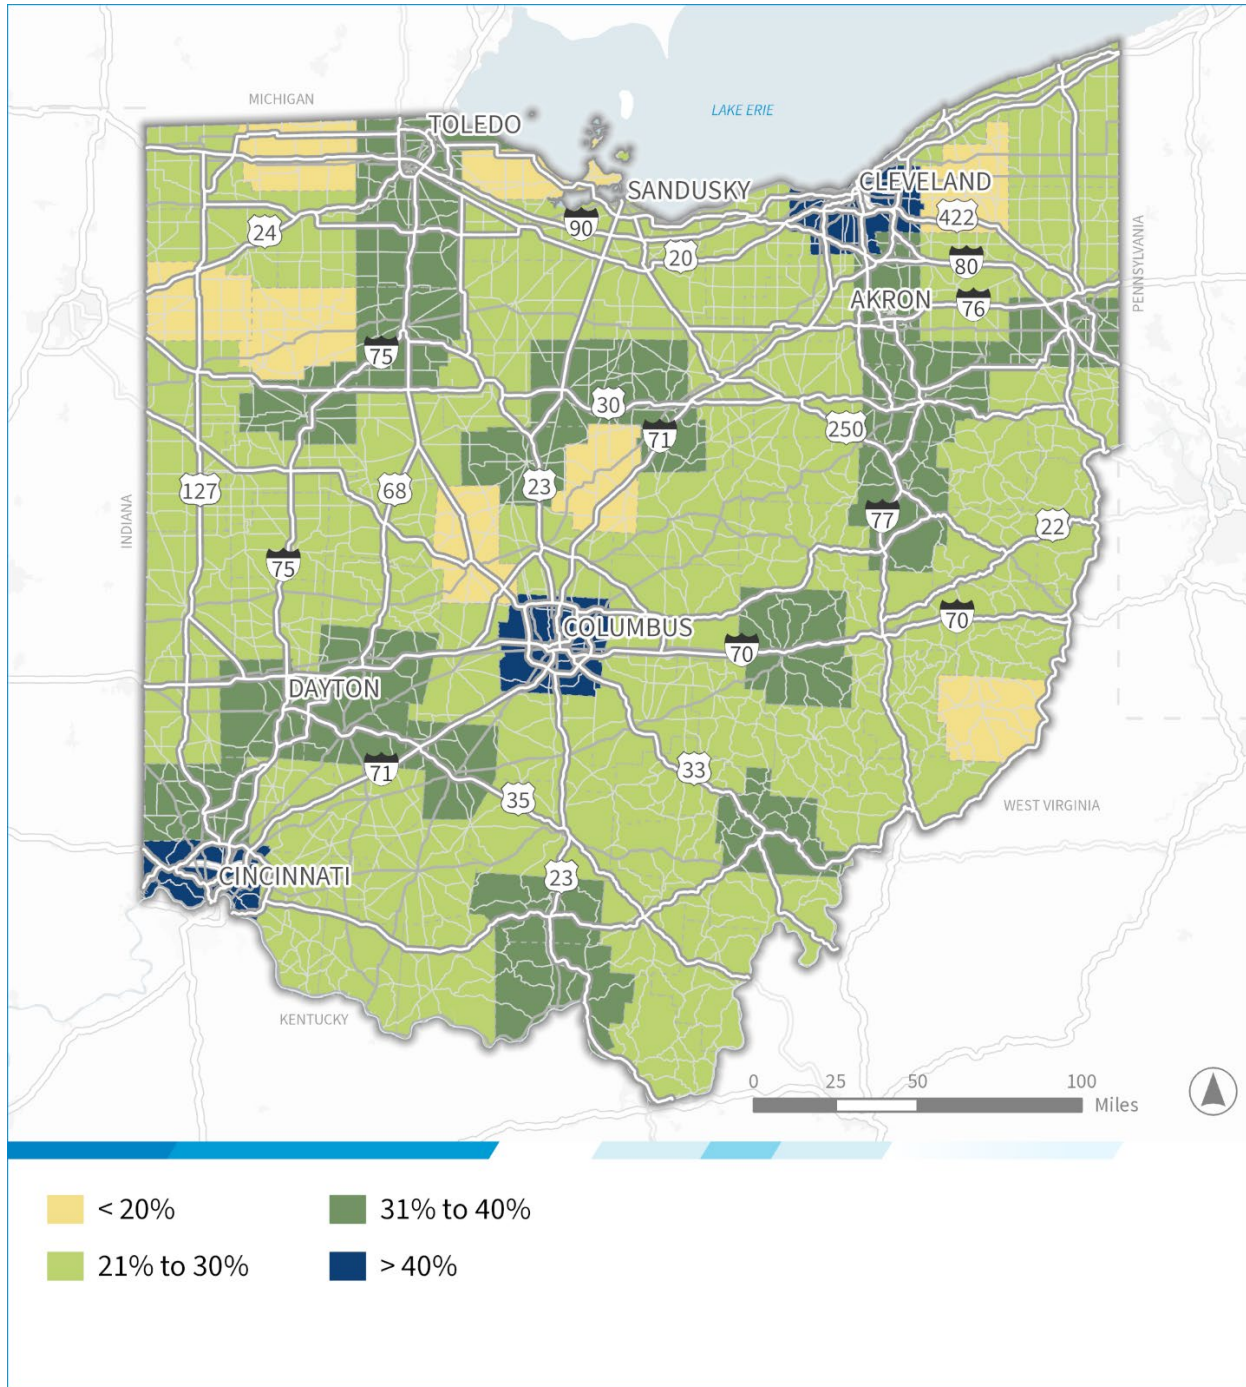 MICHIGAN
TOLEDO
LAKE ERIE
SANDUSKY
CLEVELAND
24
90
422
20
80
PENNSYLVANIA
AKRON
76
75
30
71
250
127
68
23
INDIANA
77
22
75
COLUMBUS
70
70
DAYTON
71
33
35
WEST VIRGINIA
CINCINNATI
23
KENTUCKY
0 25 50 100
Miles
< 20%
31% to 40%
21% to 30%
> 40%